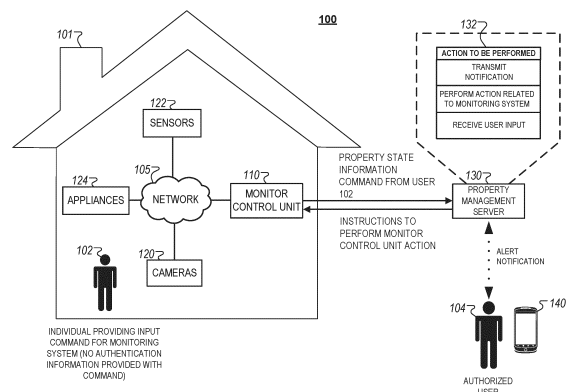 100
101
132
ACTION TO BE PERFORMED
TRANSMIT
NOTIFICATION
PERFORM ACTION RELATED
TO MONITORING SYSTEM
RECEIVE USER INPUT
122
SENSORS
105
NETWORK
110
MONITOR
CONTROL UNIT
124
APPLIANCES
PROPERTY STATE
INFORMATION
COMMAND FROM USER
102
130
PROPERTY
MANAGEMENT
SERVER
INSTRUCTIONS TO
PERFORM MONITOR
CONTROL UNIT ACTION
ALERT
NOTIFICATION
102
120
CAMERAS
104
140
INDIVIDUAL PROVIDING INPUT
COMMAND FOR MONITORING
SYSTEM (NO AUTHENTICATION
INFORMATION PROVIDED WITH
COMMAND)
AUTHORIZED
USER